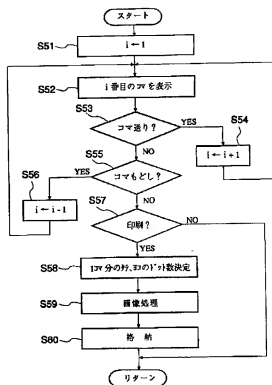 スタート
S51
i←1
S52
i番目のコマを表示
S53
コマ送り?
YES
S54
NO
i←i+1
S55
S56
YES
コマもどし?
i←i-1
NO
S57
印刷?
NO
YES
S58
1コマ分のタテ、ヨコのドット数決定
S59
画像処理
S60
格 納
リターン